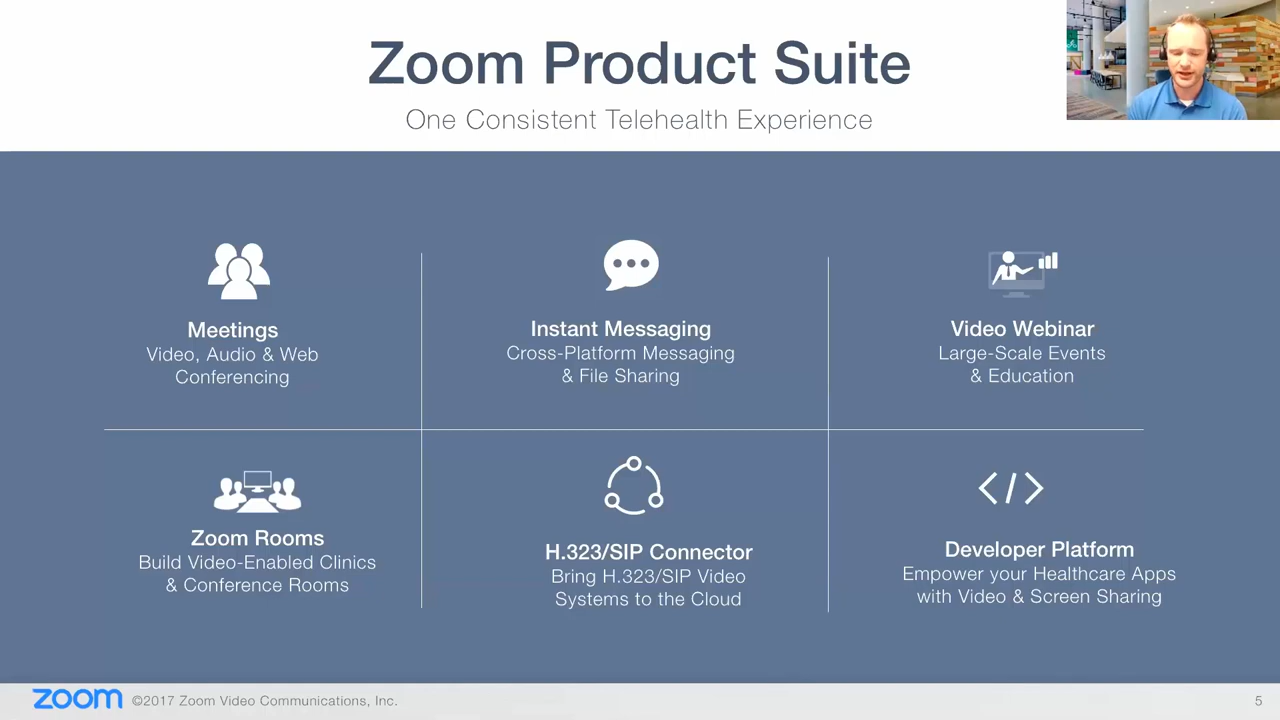 Zoom Product Suite
One Consistent Telehealth Experience
Meetings
Video, Audio & Web
Conferencing
Instant Messaging
Cross-Platform Messaging
& File Sharing
Video Webinar
Large-Scale Events
& Education
Zoom Rooms
Build Video-Enabled Clinics
& Conference Rooms
H.323/SIP Connector
Bring H.323/SIP Video
Systems to the Cloud
</>
Developer Platform
Empower your Healthcare Apps
with Video & Screen Sharing
zoom ©2017 Zoom Video Communications, Inc.
5